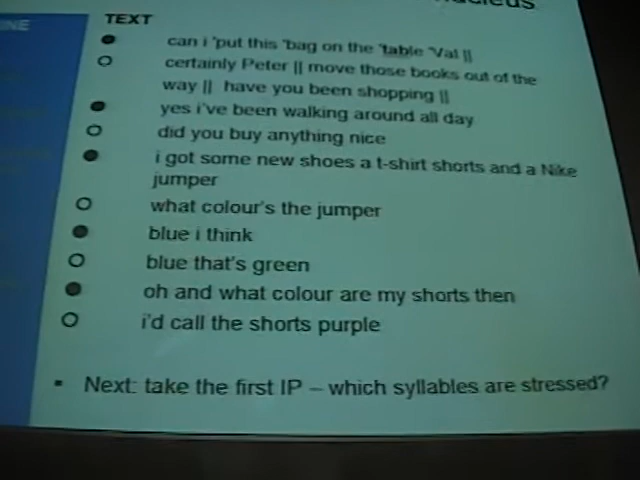 nucleus
INE
TEXT
can i 'put this 'bag on the 'table 'Val ||
certainly Peter || move those books out of the
way || have you been shopping ||
yes i've been walking around all day
did you buy anything nice
i got some new shoes a t-shirt shorts and a Nike
jumper
what colour's the jumper
blue i think
blue that's green
oh and what colour are my shorts then
i'd call the shorts purple
Next: take the first IP – which syllables are stressed?